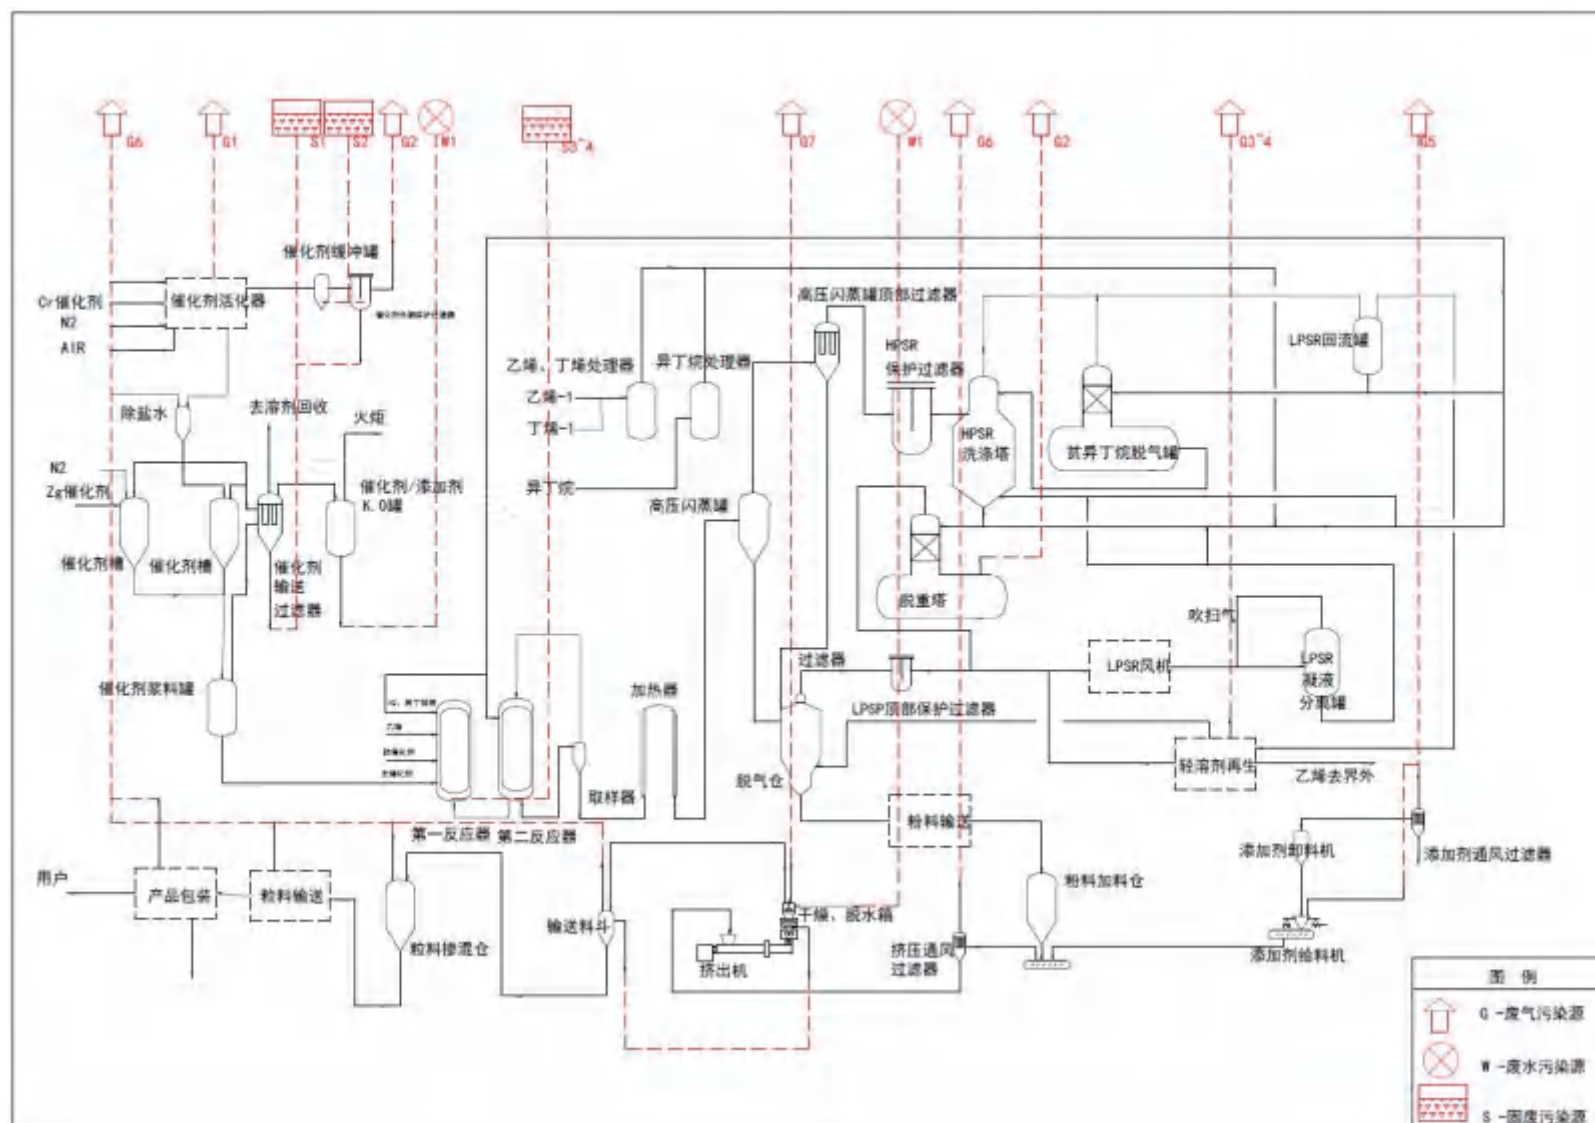 G6
G1
S1
S2
G2
W1
S3~4
G7
W1
G6
G2
G3~4
G5
催化剂缓冲罐
Cr催化剂
N2
AIR
催化剂活化器
高压闪蒸罐顶部过滤器
HPSR
保护过滤器
LPSR回流罐
乙烯、丁烯处理器
异丁烷处理器
乙烯-1
丁烯-1
除盐水
去溶剂回收
火炬
HPSR
洗涤塔
贫异丁烷脱气罐
N2
Zg催化剂
催化剂/添加剂
K.O罐
异丁烷
高压闪蒸罐
催化剂槽
催化剂槽
催化剂
输送
过滤器
脱重塔
吹扫气
过滤器
LPSR风机
LPSR
凝液
分离罐
催化剂浆料罐
加热器
LPSP顶部保护过滤器
乙烯
脱气仓
轻溶剂再生
乙烯去界外
取样器
第一反应器
第二反应器
粉料输送
添加剂卸料机
添加剂通风过滤器
用户
产品包装
粒料输送
粒料掺混仓
输送料斗
干燥、脱水箱
粉料加料仓
挤出机
挤压通风
过滤器
添加剂给料机
图 例
G -废气污染源
W -废水污染源
S -固废污染源